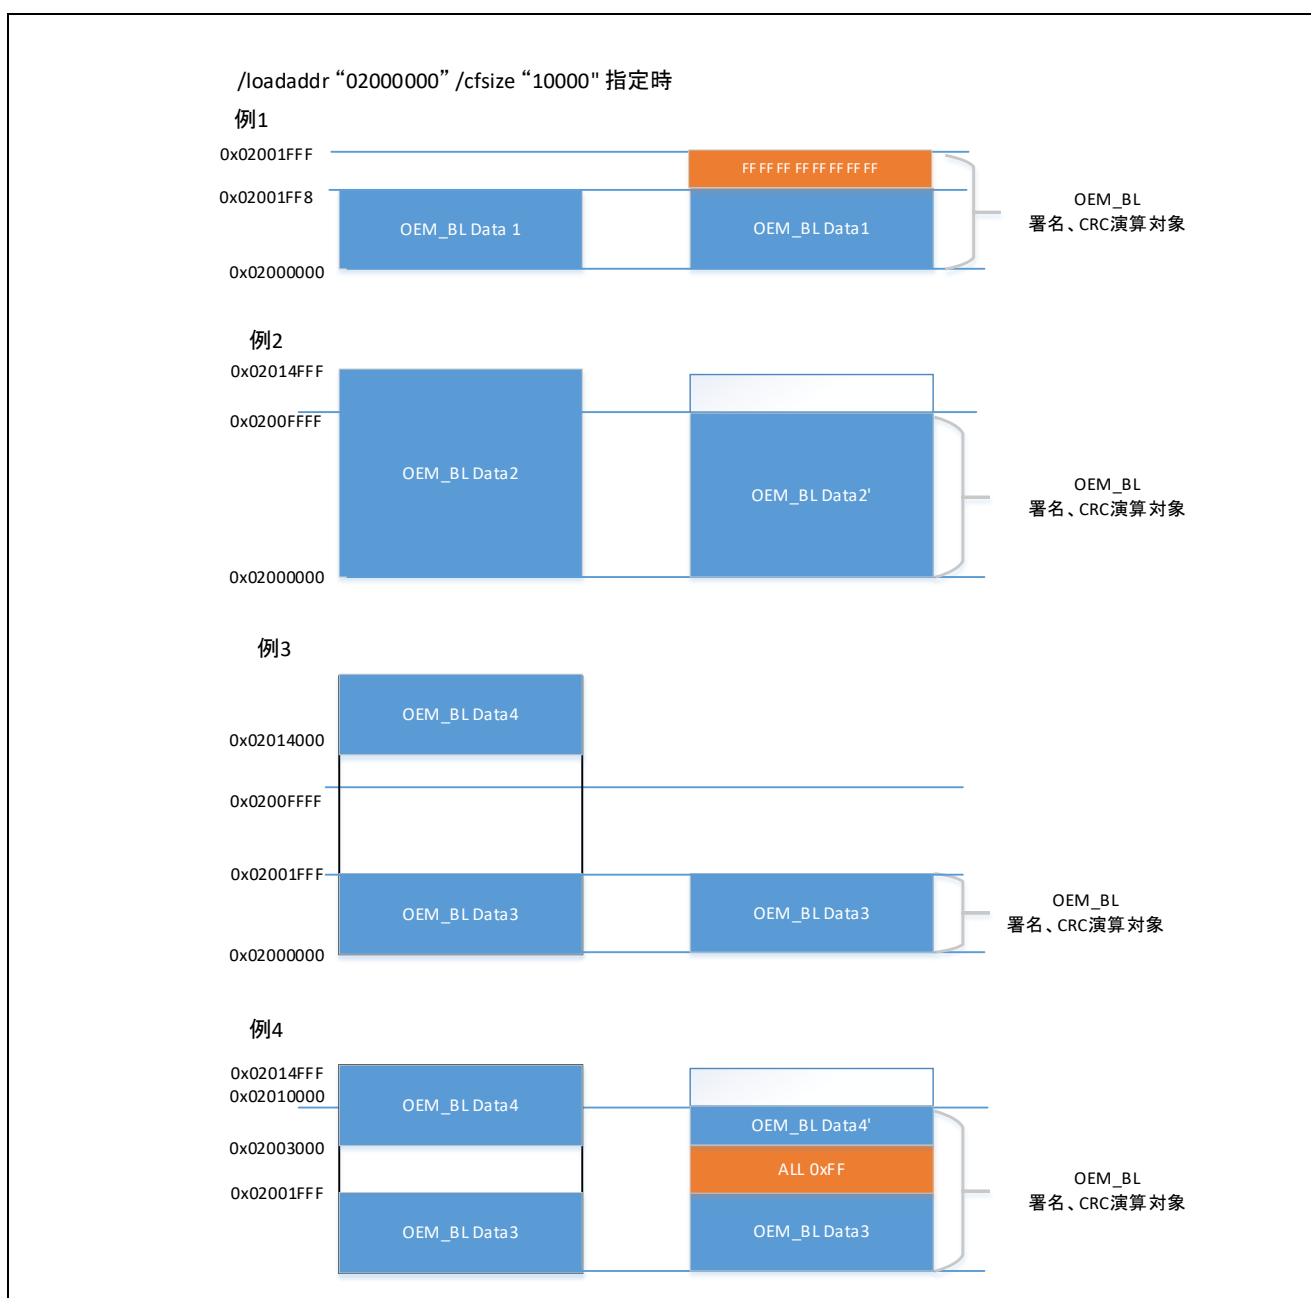 /loadaddr “02000000” /cfsize “10000" 指定時
例1
0x02001FFF
FF FF FF FF FF FF FF FF
0x02001FF8
OEM_BL Data 1
OEM_BL Data1
OEM_BL
署名、CRC演算対象
0x02000000
例2
0x02014FFF
0x0200FFFF
OEM_BL Data2
OEM_BL Data2'
OEM_BL
署名、CRC演算対象
0x02000000
例3
OEM_BL Data4
0x02014000
0x0200FFFF
0x02001FFF
OEM_BL Data3
OEM_BL Data3
OEM_BL
署名、CRC演算対象
0x02000000
例4
0x02014FFF
0x02010000
OEM_BL Data4
OEM_BL Data4'
0x02003000
ALL 0xFF
0x02001FFF
OEM_BL Data3
OEM_BL Data3
OEM_BL
署名、CRC演算対象